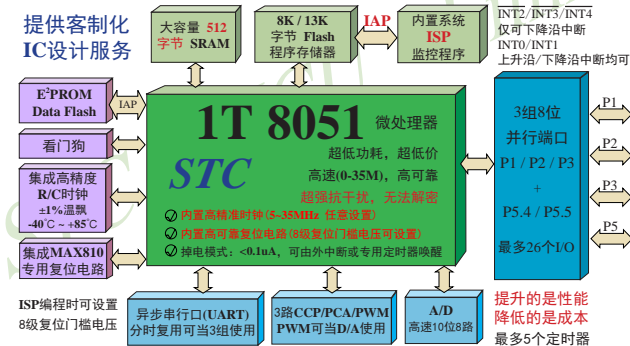 提供客制化
IC设计服务
大容量 512
字节 SRAM
8K / 13K
字节 Flash
程序存储器
IAP
内置系统
ISP
监控程序
INT2/INT3/INT4
仅可下降沿中断
INT0/INT1
上升沿/下降沿中断均可
E²PROM
Data Flash
IAP
看门狗
集成高精度
R/C时钟
±1%温飘
-40℃ ~ +85℃
集成MAX810
专用复位电路
1T 8051 微处理器
STC
超低功耗，超低价
高速(0-35M)，高可靠
超强抗干扰，无法解密
内置高精准时钟(5~35MHz 任意设置)
内置高可靠复位电路(8级复位门槛电压可设置)
掉电模式：<0.1uA，可由外中断或专用定时器唤醒
3组8位
并行端口
P1 / P2 / P3
+
P5.4 / P5.5
最多26个I/O
P1
P2
P3
P5
ISP编程时可设置
8级复位门槛电压
异步串行口(UART)
分时复用可当3组使用
3路CCP/PCA/PWM
PWM可当D/A使用
A/D
高速10位8路
提升的是性能
降低的是成本
最多5个定时器